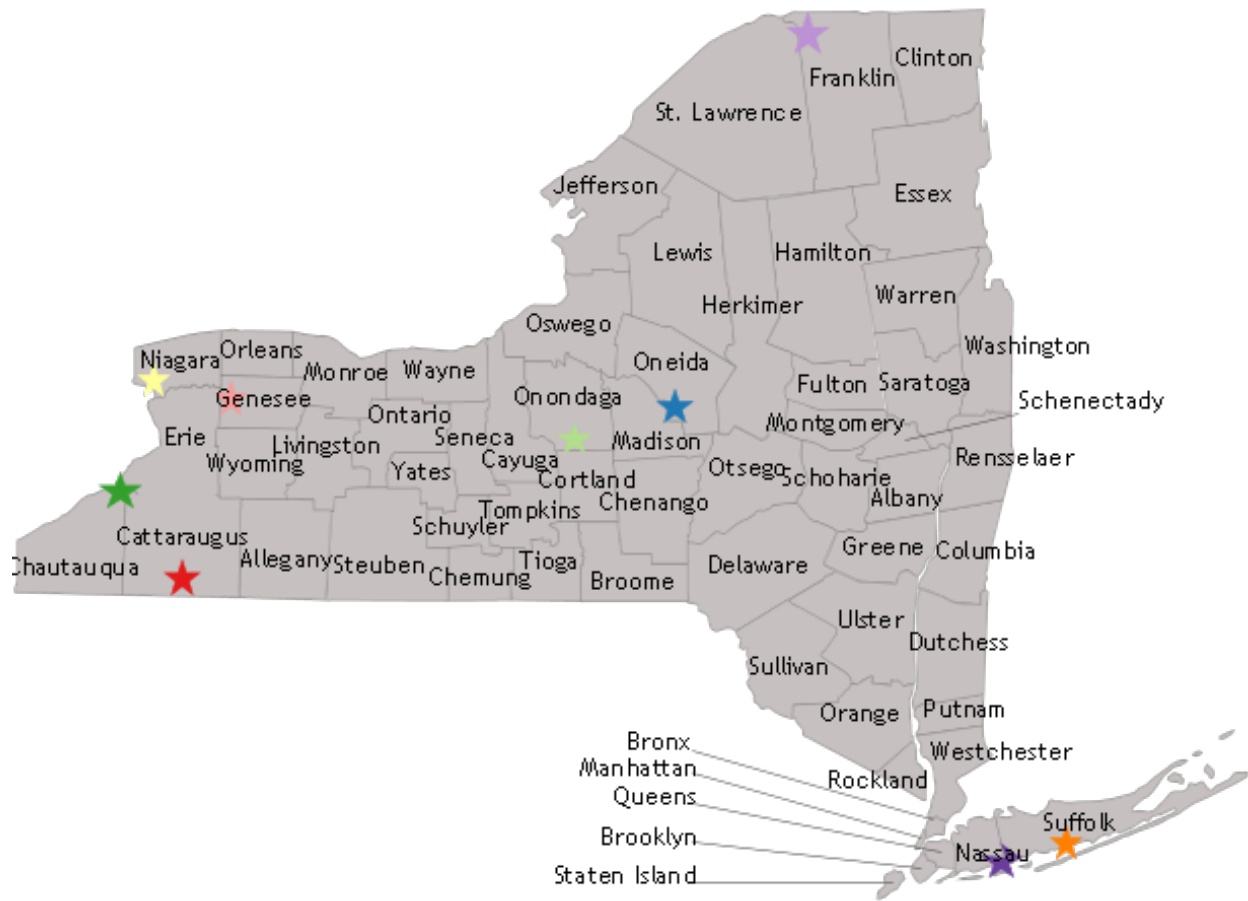 Clinton
Franklin
St. Lawrence
Jefferson
Essex
Lewis
Hamilton
Herkimer
Warren
Oswego
Washington
Niagara
Orleans
Monroe
Wayne
Oneida
Fulton
Saratoga
Schenectady
Genesee
Ontario
Onondaga
Montgomery
Erie
Livingston
Seneca
Madison
Wyoming
Yates
Cayuga
Cortland
Otsego
Schoharie
Rensselaer
Chenango
Albany
Tompkins
Schuyler
Cattaraugus
Allegany
Steuben
Tioga
Greene
Columbia
Chautauqua
Chemung
Broome
Delaware
Ulster
Dutchess
Sullivan
Orange
Putnam
Bronx
Westchester
Manhattan
Rockland
Queens
Suffolk
Brooklyn
Nassau
Staten Island